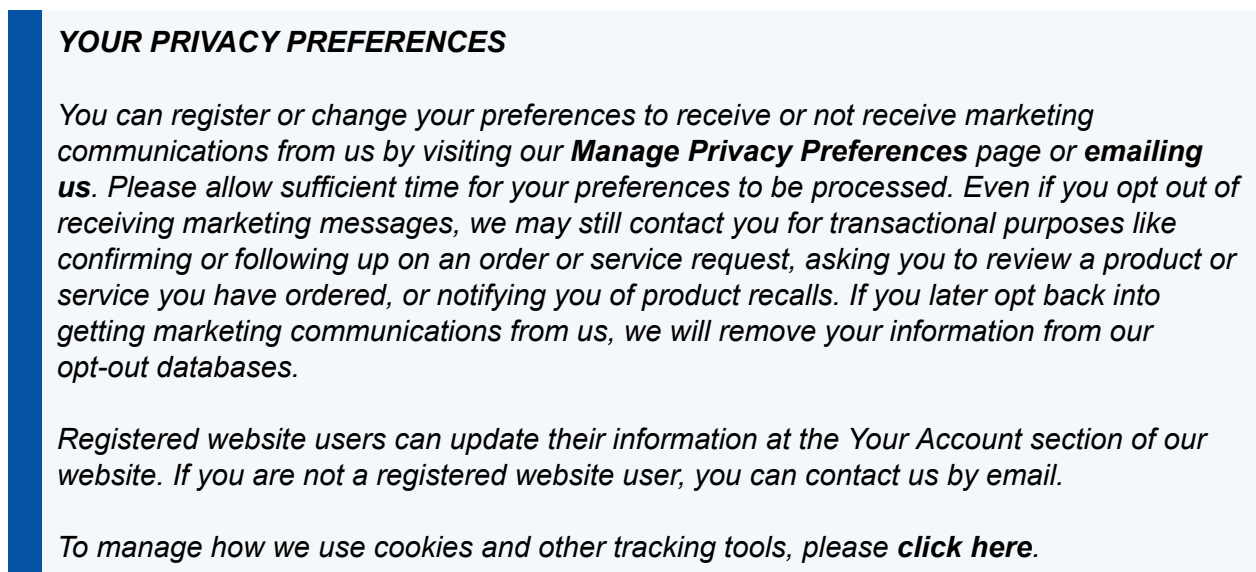 YOUR PRIVACY PREFERENCES
You can register or change your preferences to receive or not receive marketing
communications from us by visiting our Manage Privacy Preferences page or emailing
us. Please allow sufficient time for your preferences to be processed. Even if you opt out of
receiving marketing messages, we may still contact you for transactional purposes like
confirming or following up on an order or service request, asking you to review a product or
service you have ordered, or notifying you of product recalls. If you later opt back into
getting marketing communications from us, we will remove your information from our
opt-out databases.
Registered website users can update their information at the Your Account section of our
website. If you are not a registered website user, you can contact us by email.
To manage how we use cookies and other tracking tools, please click here.